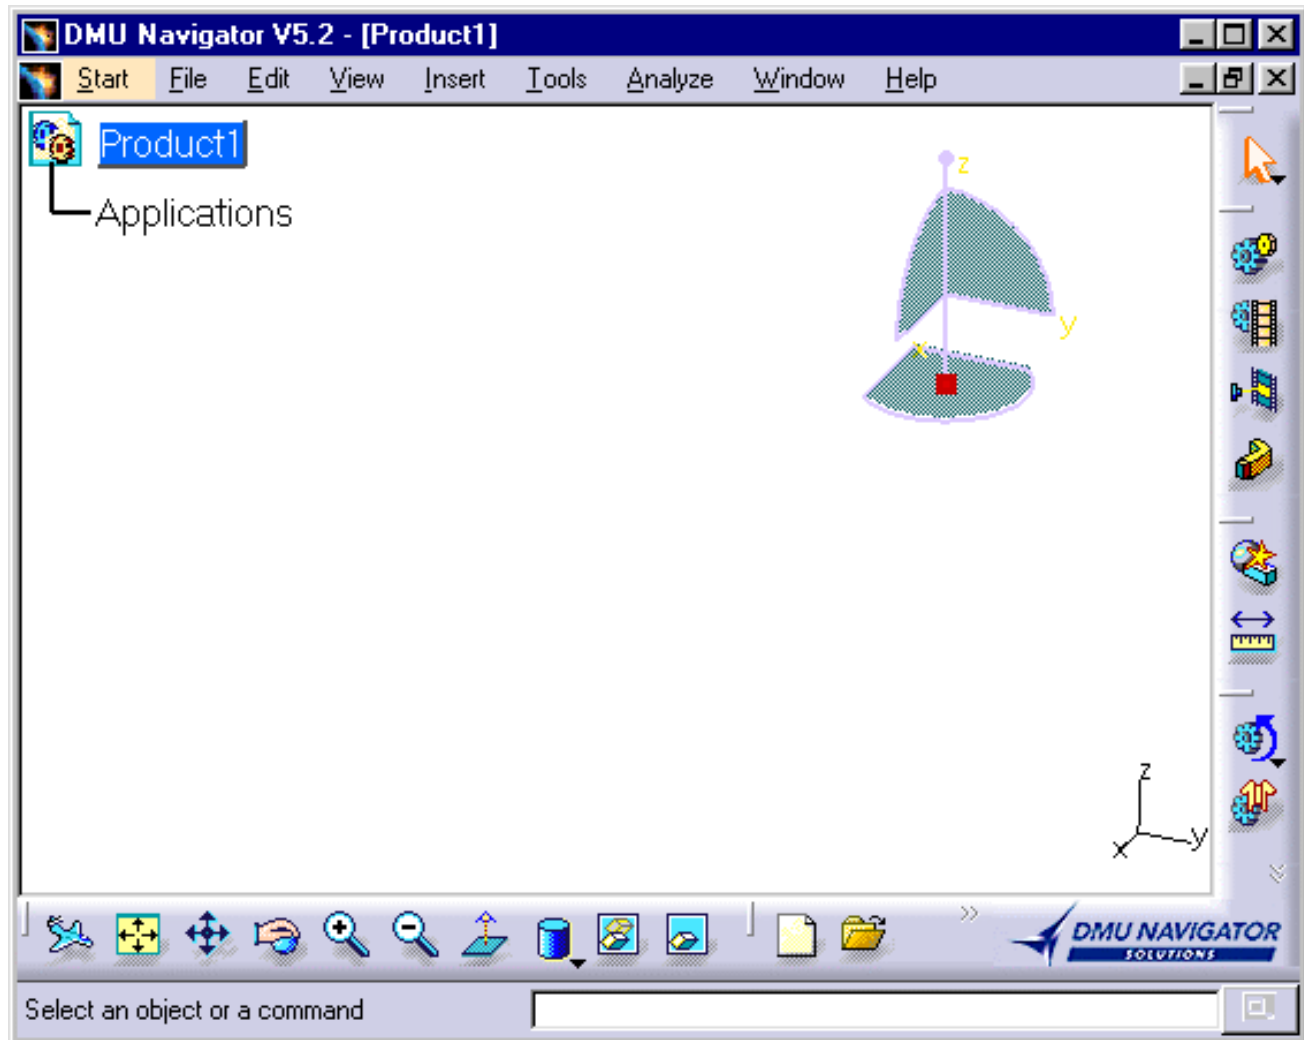 DMU Navigator V5.2 - [Product1]
Start File Edit View Insert Tools Analyze Window Help
Product1
Applications
z
y
x
z
y
x
DMU NAVIGATOR
SOLUTIONS
Select an object or a command